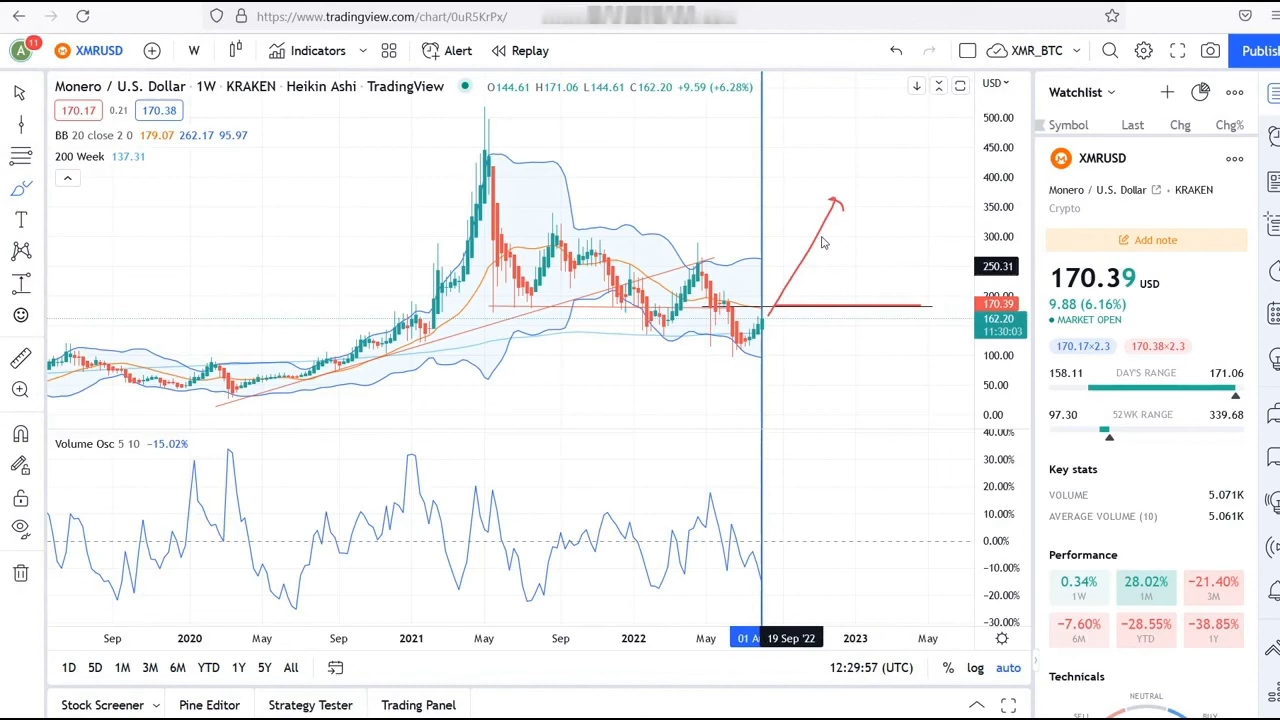 https://www.tradingview.com/chart/0uR5KrPx/
A 11 XMRUSD W Indicators Alert Replay XMR_BTC Publis
Monero / U.S. Dollar · 1W · KRAKEN · Heikin Ashi · TradingView O144.61 H171.06 L144.61 C162.20 +9.59 (+6.28%)
170.17 0.21 170.38
BB 20 close 2 0 179.07 262.17 95.97
200 Week 137.31
USD
500.00
450.00
400.00
350.00
300.00
250.31
200.00
170.39
162.20
11:30:03
100.00
50.00
0.00
Volume Osc 5 10 −15.02%
40.00%
30.00%
20.00%
10.00%
0.00%
−10.00%
−20.00%
−30.00%
Sep 2020 May Sep 2021 May Sep 2022 May 01 A 19 Sep '22 2023 May
1D 5D 1M 3M 6M YTD 1Y 5Y All 12:29:57 (UTC) % log auto
Stock Screener Pine Editor Strategy Tester Trading Panel
Watchlist
Symbol Last Chg Chg%
XMRUSD
Monero / U.S. Dollar • KRAKEN
Crypto
Add note
170.39 USD
9.88 (6.16%)
MARKET OPEN
170.17×2.3 170.38×2.3
158.11 DAY'S RANGE 171.06
97.30 52WK RANGE 339.68
Key stats
VOLUME 5.071K
AVERAGE VOLUME (10) 5.061K
Performance
0.34% 28.02% −21.40%
1W 1M 3M
−7.60% −28.55% −38.85%
6M YTD 1Y
Technicals
NEUTRAL
SELL BUY